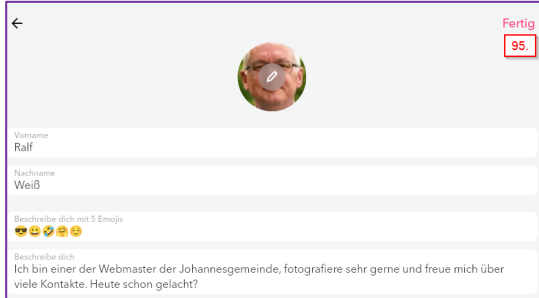 Fertig
95.
Vorname
Ralf
Nachname
Weiß
Beschreibe dich mit 5 Emojis
😎😀🤣🤗☺️
Beschreibe dich
Ich bin einer der Webmaster der Johannesgemeinde, fotografiere sehr gerne und freue mich über
viele Kontakte. Heute schon gelacht?